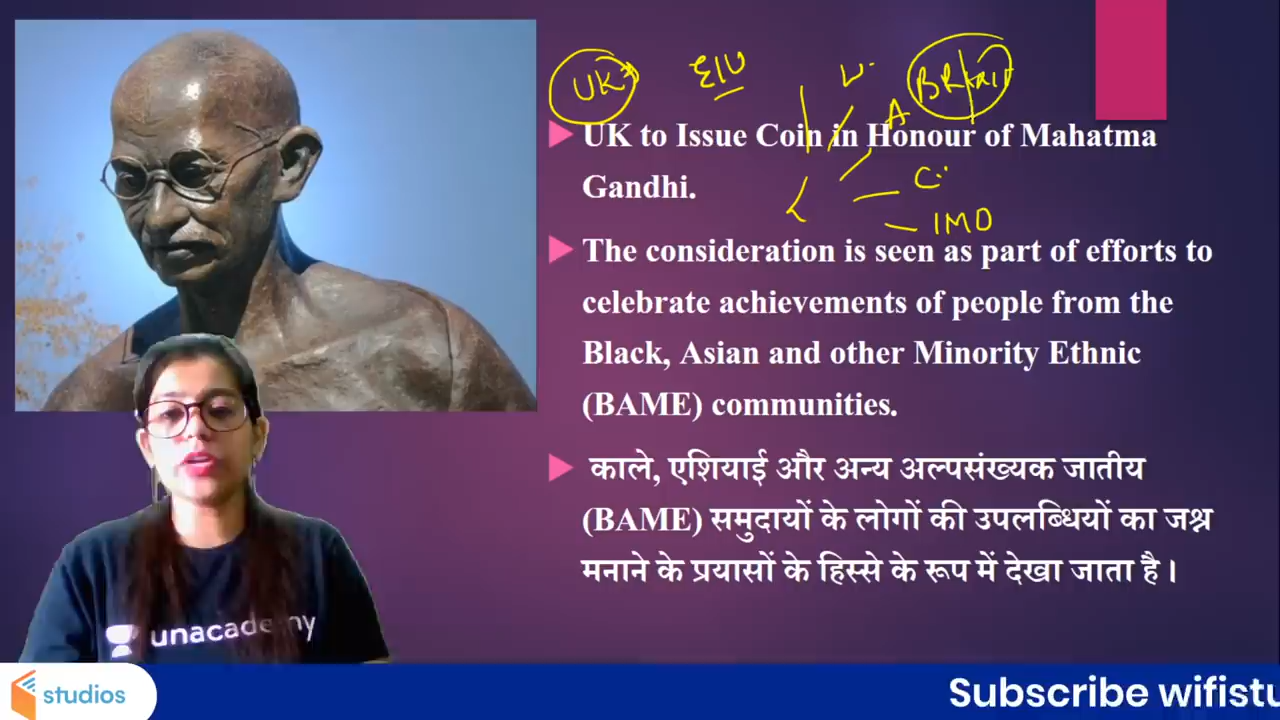 UK
BRitain
A
C.
IMO
UK to Issue Coin in Honour of Mahatma
Gandhi.
The consideration is seen as part of efforts to
celebrate achievements of people from the
Black, Asian and other Minority Ethnic
(BAME) communities.
काले, एशियाई और अन्य अल्पसंख्यक जातीय
(BAME) समुदायों के लोगों की उपलब्धियों का जश्न
मनाने के प्रयासों के हिस्से के रूप में देखा जाता है।
unacademy
studios
Subscribe wifistu